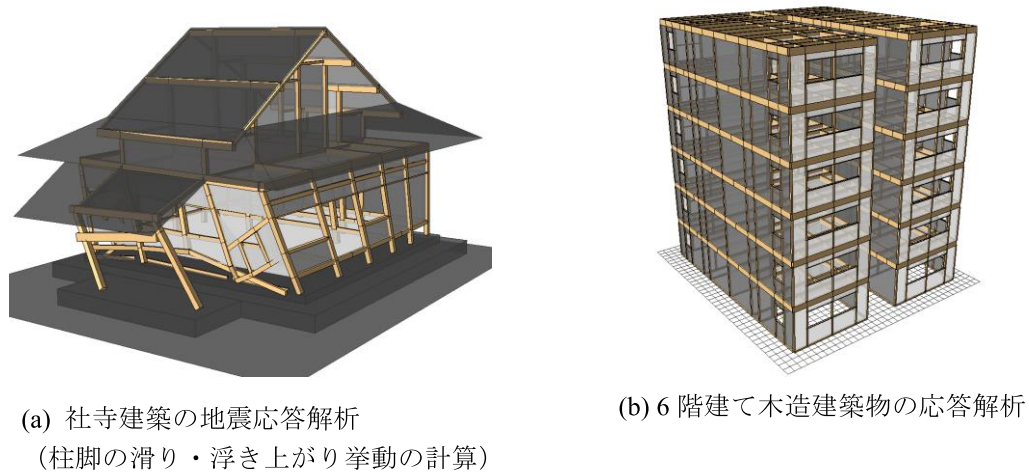 (a) 社寺建築の地震応答解析
（柱脚の滑り・浮き上がり挙動の計算）
(b) 6 階建て木造建築物の応答解析